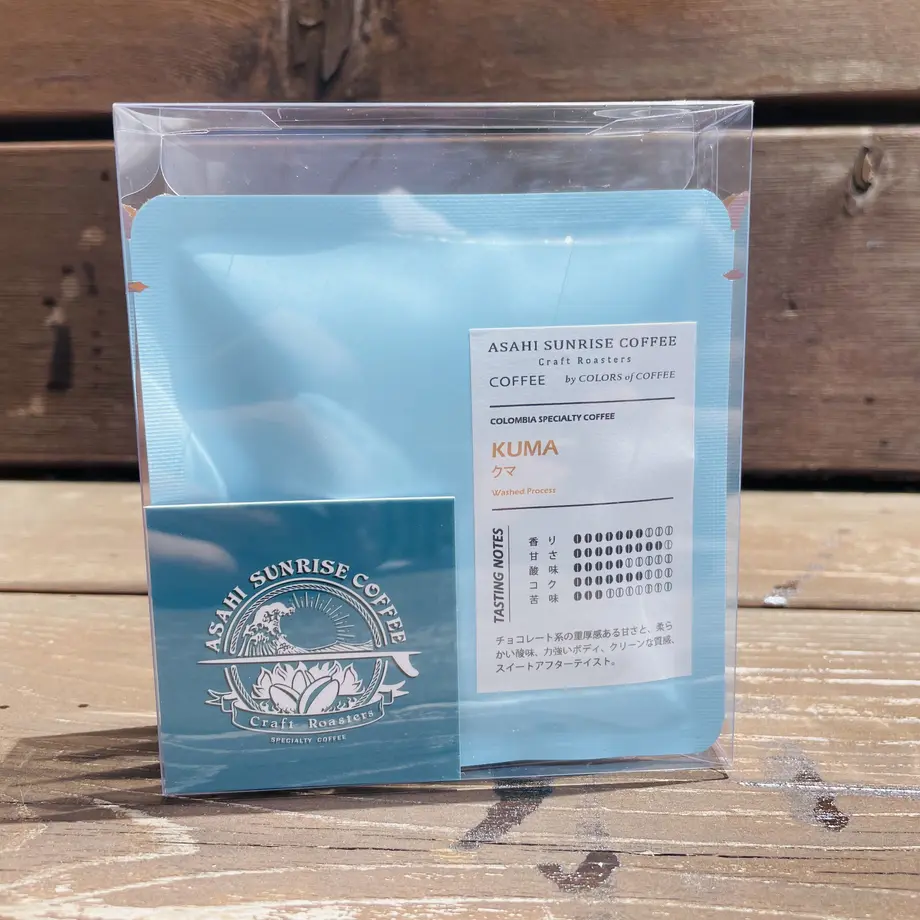 ASAHI SUNRISE COFFEE
Craft Roasters
COFFEE by COLORS of COFFEE
COLOMBIA SPECIALTY COFFEE
KUMA
クマ
Washed Process
TASTING NOTES
香り
甘さ
酸味
コク
苦味
チョコレート系の重厚感ある甘さと、柔ら
かい酸味、力強いボディ、クリーンな質感、
スイートアフターテイスト。
ASAHI SUNRISE COFFEE
Craft Roasters
SPECIALTY COFFEE